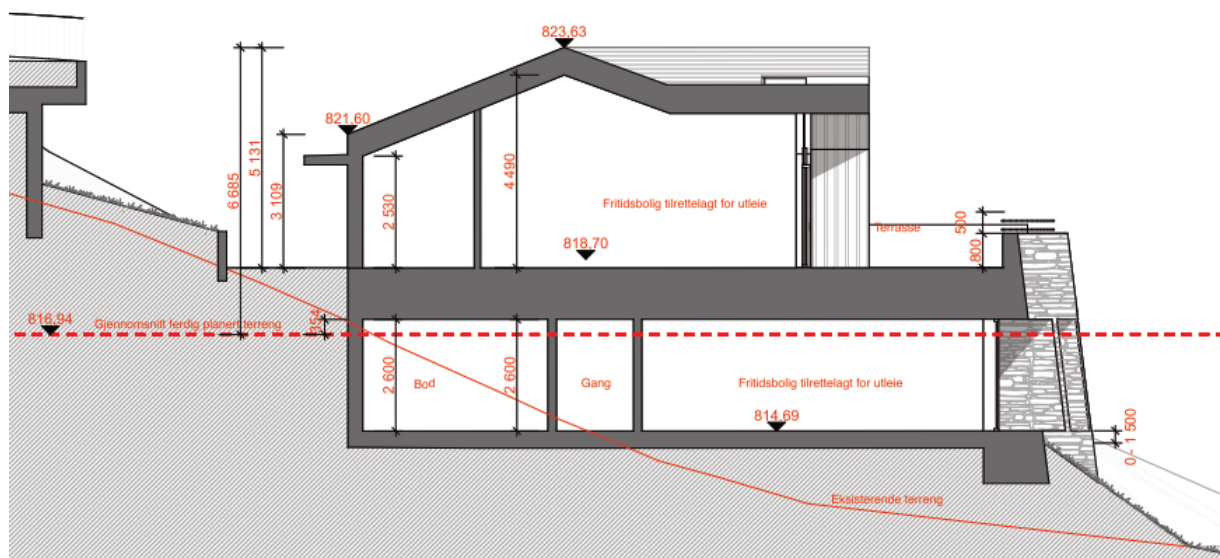 823,63
821,60
6 685
5 131
3 109
2 530
4 490
Fritidsbolig tilrettelagt for utleie
818,70
Terrasse
500
800
816,94
Gjennomsnitt ferdig planert terreng
354
2 600
Bod
2 600
Gang
Fritidsbolig tilrettelagt for utleie
814,69
0 - 1 500
Eksisterende terreng